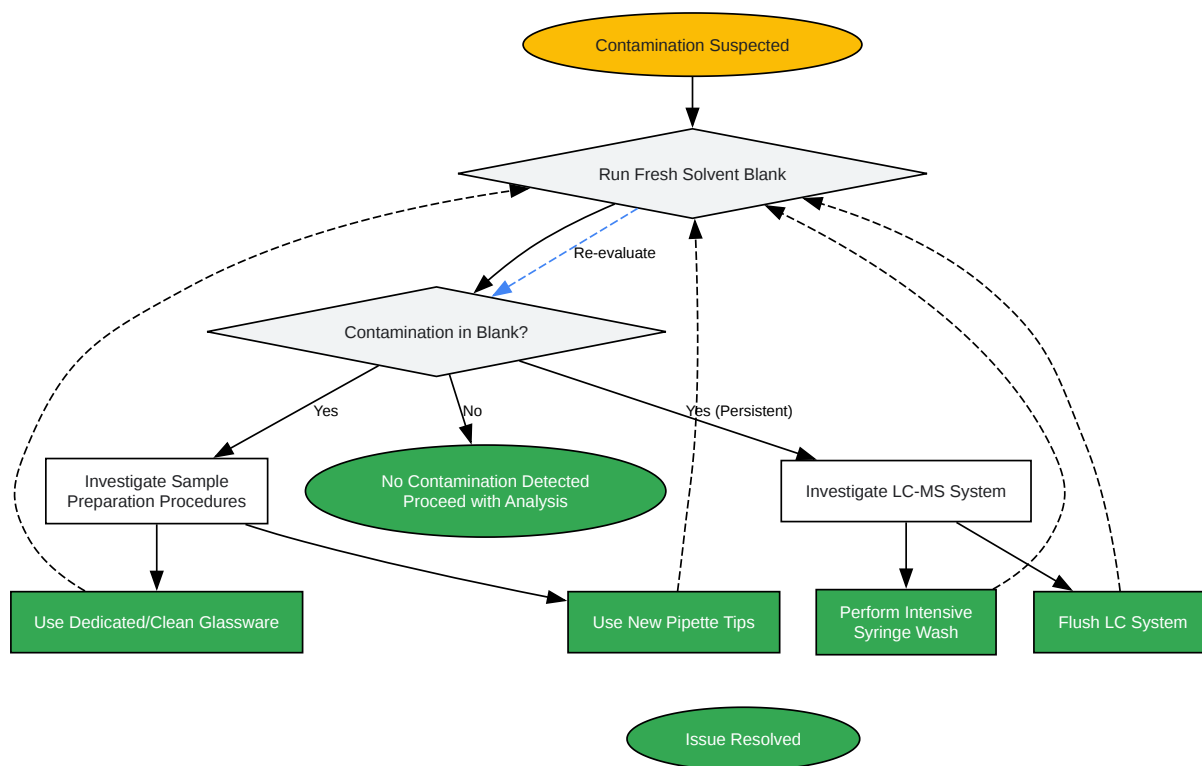 Contamination Suspected
Run Fresh Solvent Blank
Re-evaluate
Contamination in Blank?
Yes
No
Yes (Persistent)
Investigate Sample
Preparation Procedures
No Contamination Detected
Proceed with Analysis
Investigate LC-MS System
Use Dedicated/Clean Glassware
Use New Pipette Tips
Perform Intensive
Syringe Wash
Flush LC System
Issue Resolved